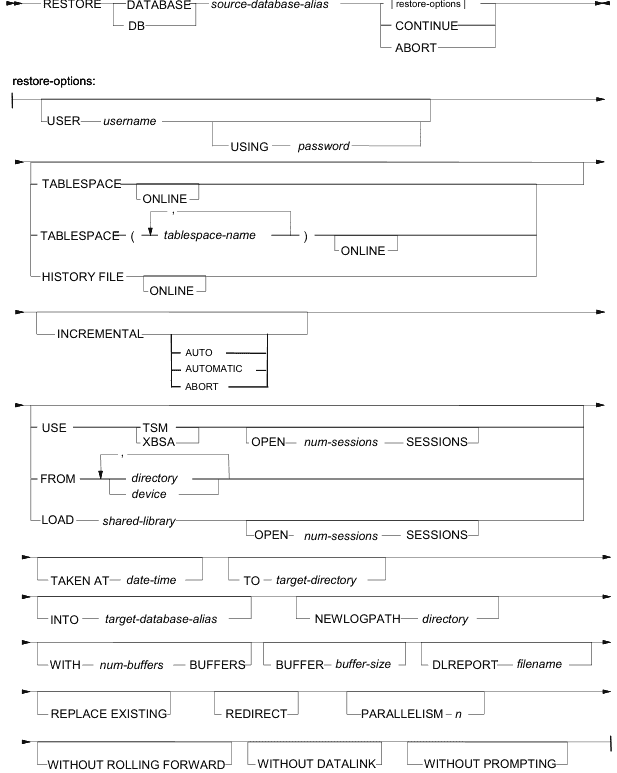 RESTORE DATABASE source-database-alias restore-options
DB CONTINUE
ABORT
restore-options:
USER username
USING password
TABLESPACE
ONLINE
,
TABLESPACE ( tablespace-name )
ONLINE
HISTORY FILE
ONLINE
INCREMENTAL
AUTO
AUTOMATIC
ABORT
USE TSM
XBSA OPEN num-sessions SESSIONS
,
FROM directory
device
LOAD shared-library
OPEN num-sessions SESSIONS
TAKEN AT date-time TO target-directory
INTO target-database-alias NEWLOGPATH directory
WITH num-buffers BUFFERS BUFFER buffer-size DLREPORT filename
REPLACE EXISTING REDIRECT PARALLELISM n
WITHOUT ROLLING FORWARD WITHOUT DATALINK WITHOUT PROMPTING